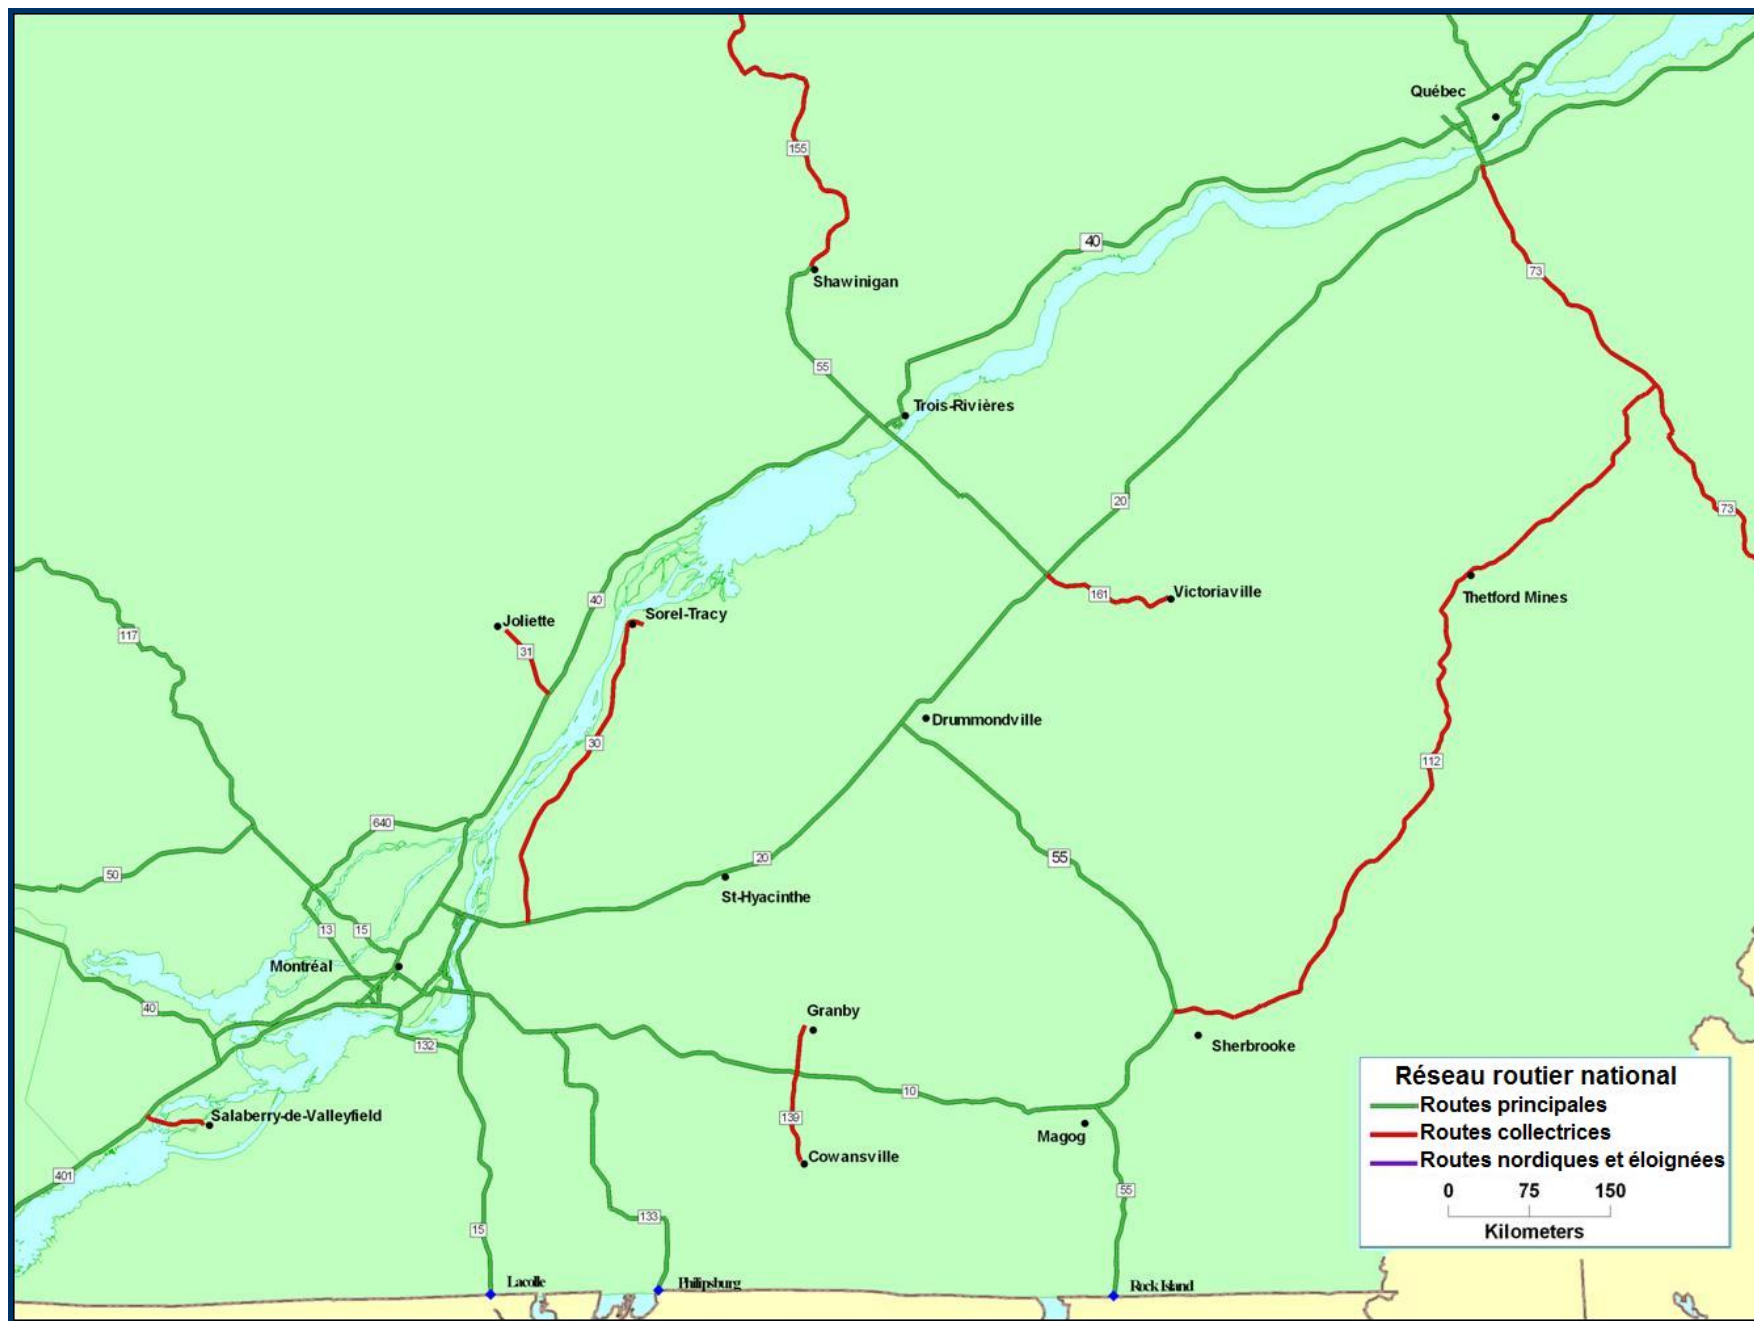 Québec
155
40
Shawinigan
73
55
Trois-Rivières
20
73
Victoriaville
161
Thetford Mines
40
Joliette
Sorel-Tracy
117
31
Drummondville
30
112
640
20
55
50
St-Hyacinthe
13
15
Montréal
40
Granby
132
Sherbrooke
10
Salaberry-de-Valleyfield
139
Magog
Cowansville
401
55
15
133
Lacolle
Philipsburg
Rock Island
Réseau routier national
Routes principales
Routes collectrices
Routes nordiques et éloignées
0 75 150
Kilometers